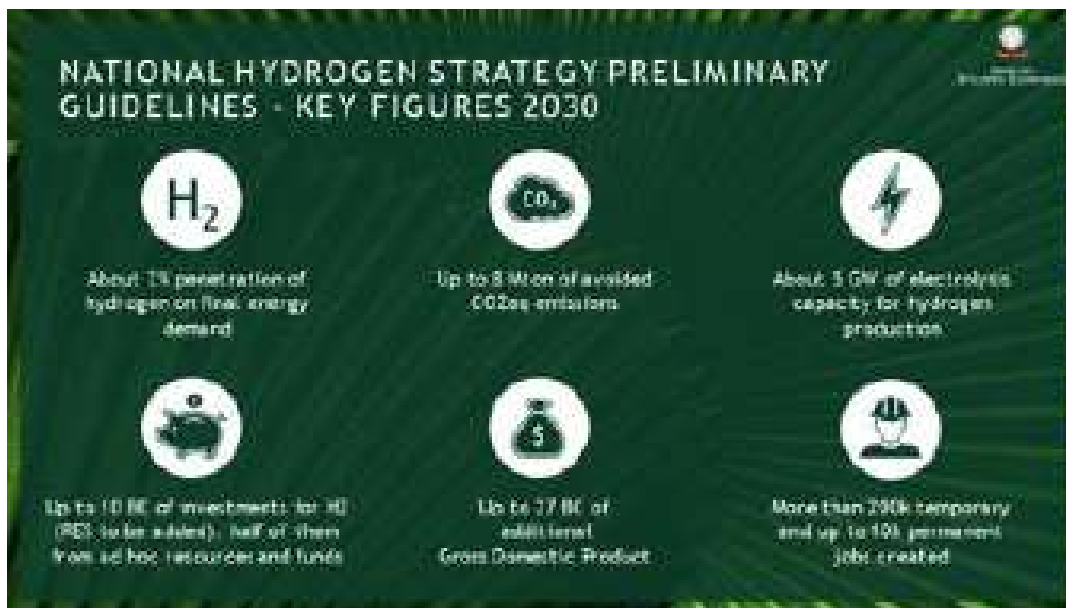 NATIONAL HYDROGEN STRATEGY PRELIMINARY
GUIDELINES - KEY FIGURES 2030
H2
CO2
About penetration of
hydrogen on final energy
demand
Up to 8 Mton of avoided
CO2eq emissions
About 5 GW of electrolysis
capacity for hydrogen
production
$
Up to 10 B€ of investments for H2
(RES to be added), half of them
from ad hoc resources and funds
Up to 27 B€ of
additional
Gross Domestic Product
More than 200k temporary
and up to 10k permanent
jobs created